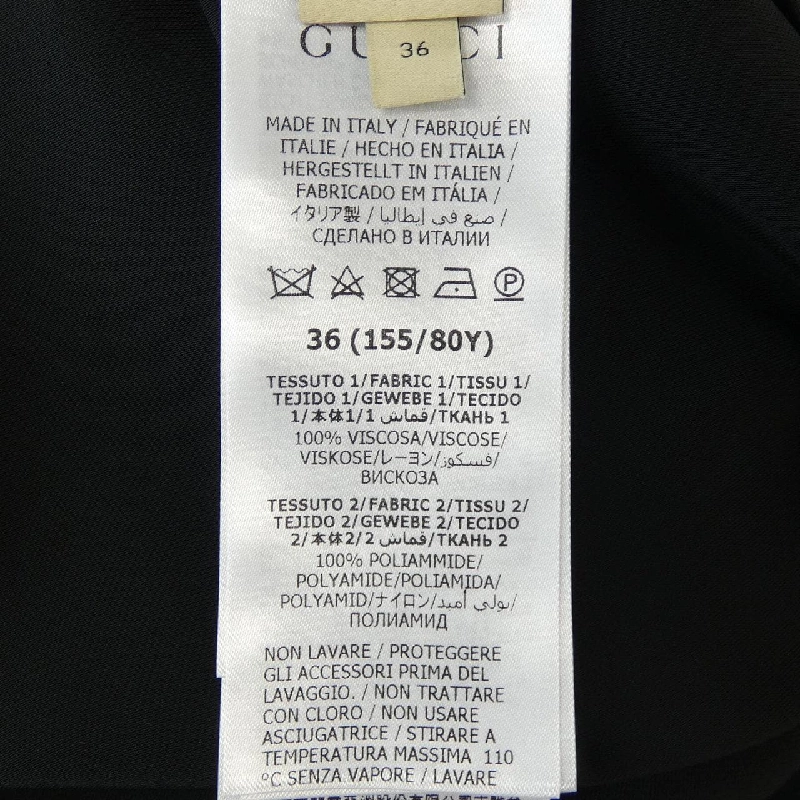 GUCCI
36
MADE IN ITALY / FABRIQUÉ EN
ITALIE / HECHO EN ITALIA /
HERGESTELLT IN ITALIEN /
FABRICADO EM ITÁLIA /
イタリア製 / صنع في إيطاليا /
СДЕЛАНО В ИТАЛИИ
P
36 (155/80Y)
TESSUTO 1/FABRIC 1/TISSU 1/
TEJIDO 1/GEWEBE 1/TECIDO
1/本体1/1 قماش/ТКАНЬ 1
100% VISCOSA/VISCOSE/
VISKOSE/レーヨン/فسكوز/
ВИСКОЗА
TESSUTO 2/FABRIC 2/TISSU 2/
TEJIDO 2/GEWEBE 2/TECIDO
2/本体2/2 قماش/ТКАНЬ 2
100% POLIAMMIDE/
POLYAMIDE/POLIAMIDA/
POLYAMID/ナイロン/بولي أميد/
ПОЛИАМИД
NON LAVARE / PROTEGGERE
GLI ACCESSORI PRIMA DEL
LAVAGGIO. / NON TRATTARE
CON CLORO / NON USARE
ASCIUGATRICE / STIRARE A
TEMPERATURA MASSIMA 110
°C SENZA VAPORE / LAVARE